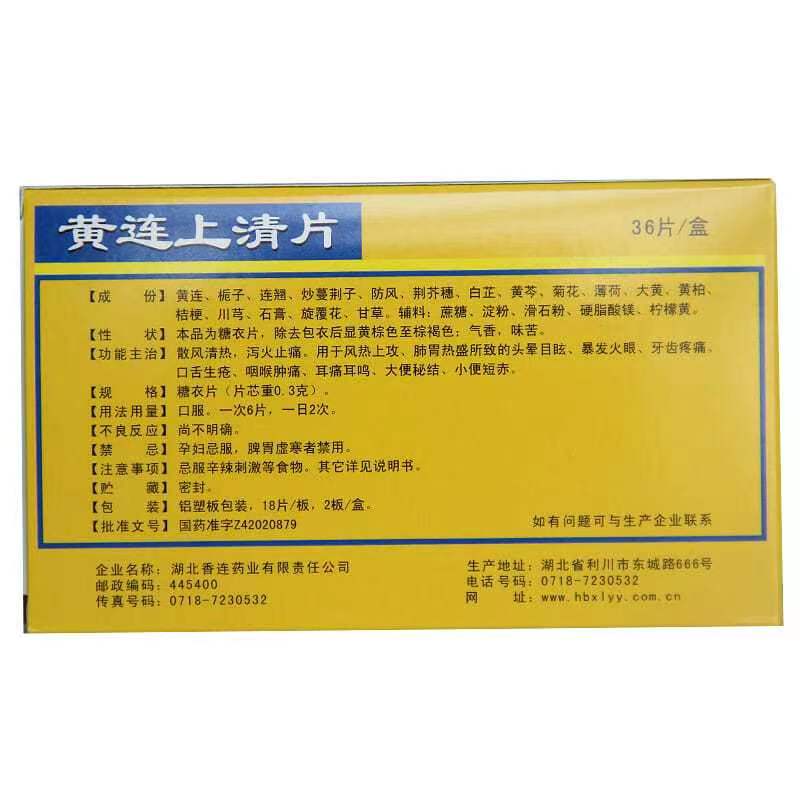 黄连上清片
36片/盒
【成 份】黄连、栀子、连翘、炒蔓荆子、防风、荆芥穗、白芷、黄芩、菊花、薄荷、大黄、黄柏、
桔梗、川芎、石膏、旋覆花、甘草。辅料:蔗糖、淀粉、滑石粉、硬脂酸镁、柠檬黄。
【性 状】本品为糖衣片，除去包衣后显黄棕色至棕褐色;气香，味苦。
【功能主治】散风清热，泻火止痛。用于风热上攻、肺胃热盛所致的头晕目眩、暴发火眼、牙齿疼痛、
口舌生疮、咽喉肿痛、耳痛耳鸣、大便秘结、小便短赤。
【规 格】糖衣片（片芯重0.3克）。
【用法用量】口服。一次6片，一日2次。
【不良反应】尚不明确。
【禁 忌】孕妇忌服，脾胃虚寒者禁用。
【注意事项】忌服辛辣刺激等食物。其它详见说明书。
【贮 藏】密封。
【包 装】铝塑板包装，18片/板，2板/盒。
【批准文号】国药准字Z42020879
如有问题可与生产企业联系
企业名称:湖北香连药业有限责任公司
邮政编码:445400
传真号码:0718-7230532
生产地址:湖北省利川市东城路666号
电话号码:0718-7230532
网 址:www.hbxlyy.com.cn